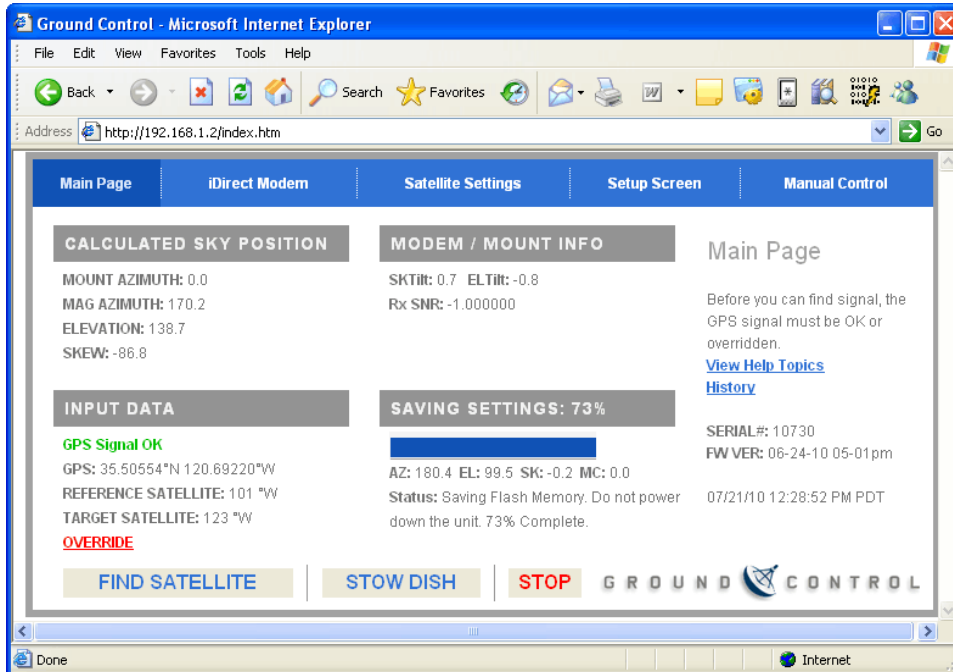 Ground Control - Microsoft Internet Explorer
File Edit View Favorites Tools Help
Back Search Favorites
Address http://192.168.1.2/index.htm Go
Main Page iDirect Modem Satellite Settings Setup Screen Manual Control
CALCULATED SKY POSITION
MOUNT AZIMUTH: 0.0
MAG AZIMUTH: 170.2
ELEVATION: 138.7
SKEW: -86.8
MODEM / MOUNT INFO
SKTilt: 0.7 ELTilt: -0.8
Rx SNR: -1.000000
INPUT DATA
GPS Signal OK
GPS: 35.50554°N 120.69220°W
REFERENCE SATELLITE: 101 °W
TARGET SATELLITE: 123 °W
OVERRIDE
SAVING SETTINGS: 73%
AZ: 180.4 EL: 99.5 SK: -0.2 MC: 0.0
Status: Saving Flash Memory. Do not power
down the unit. 73% Complete.
Main Page
Before you can find signal, the
GPS signal must be OK or
overridden.
View Help Topics
History
SERIAL#: 10730
FW VER: 06-24-10 05-01pm
07/21/10 12:28:52 PM PDT
FIND SATELLITE STOW DISH STOP GROUND CONTROL
Done Internet